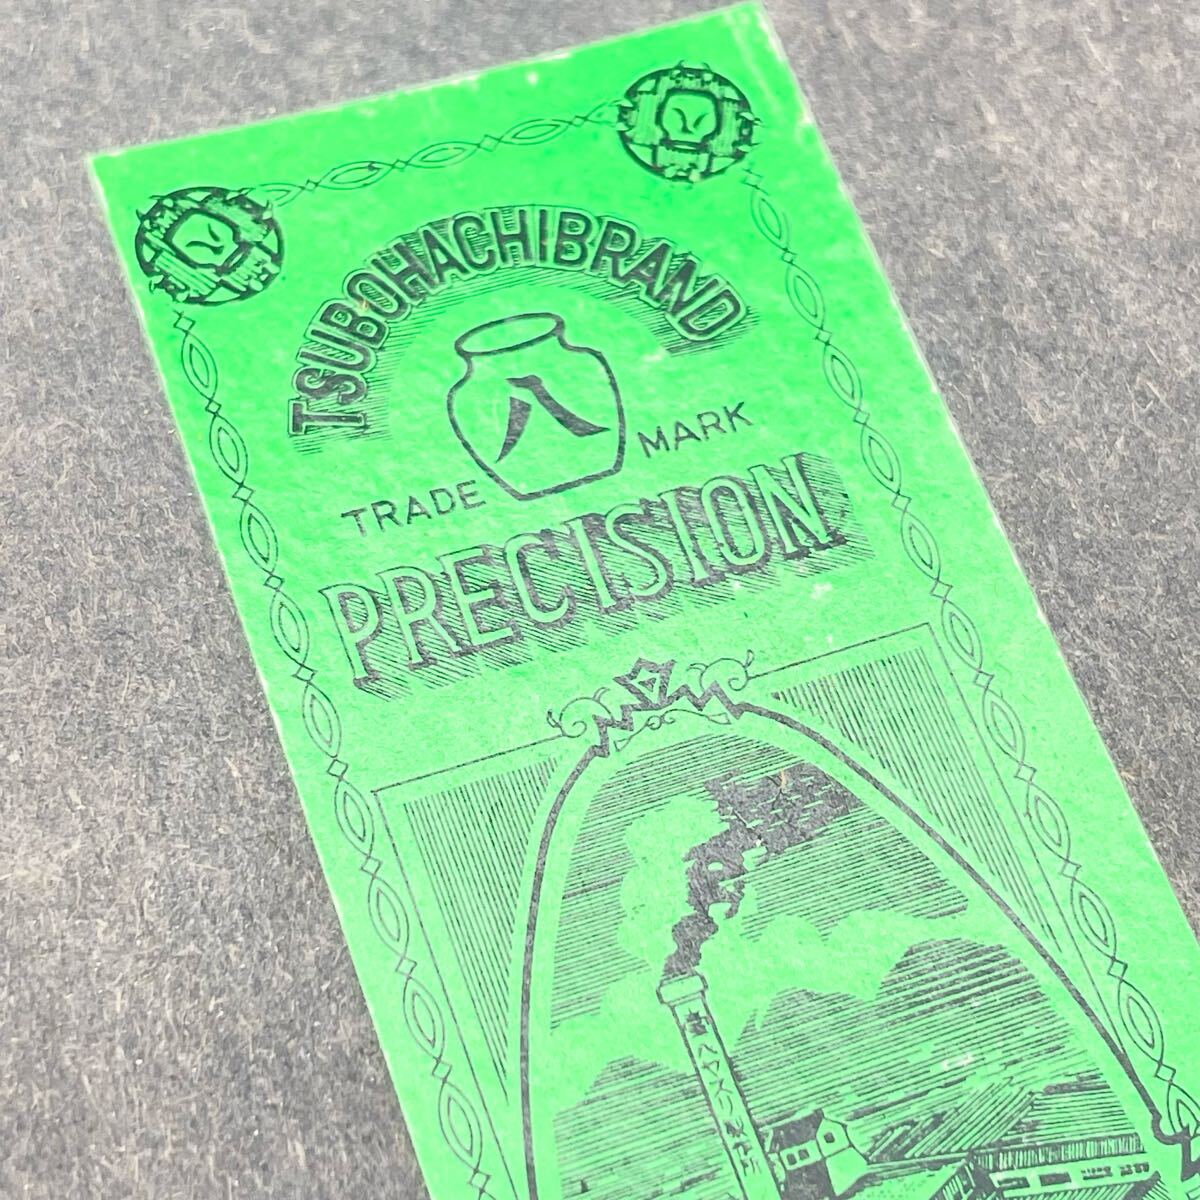 TSUBOHACHIBRAND
八
TRADE MARK
PRECISION